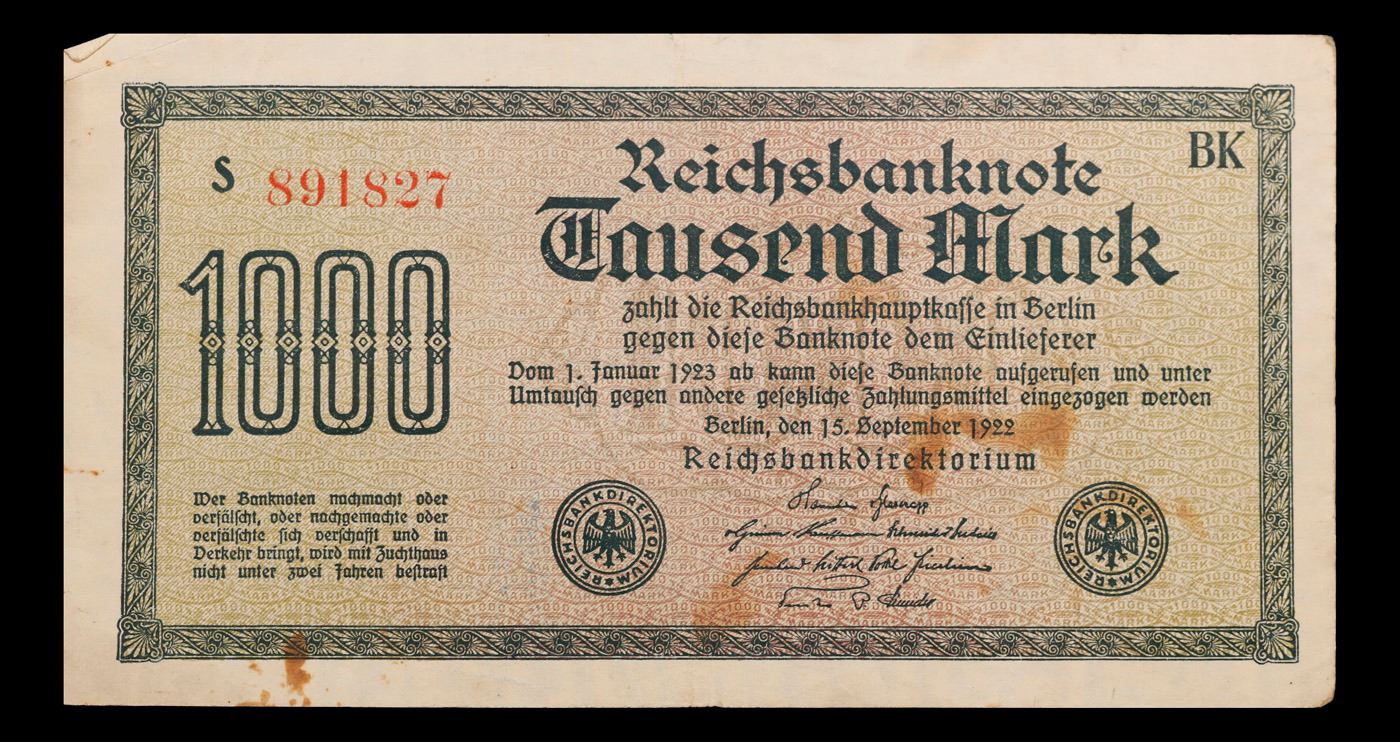 BK
S 891827
Reichsbanknote
Tausend Mark
1000
zahlt die Reichsbankhauptkasse in Berlin
gegen diese Banknote dem Einlieferer
Vom 1. Januar 1923 ab kann diese Banknote aufgerufen und unter
Umtausch gegen andere gesetzliche Zahlungsmittel eingezogen werden
Berlin, den 15. September 1922
Reichsbankdirektorium
Wer Banknoten nachmacht oder
verfälscht, oder nachgemachte oder
verfälschte sich verschafft und in
Verkehr bringt, wird mit Zuchthaus
nicht unter zwei Jahren bestraft
REICHSBANKDIREKTORIUM
REICHSBANKDIREKTORIUM